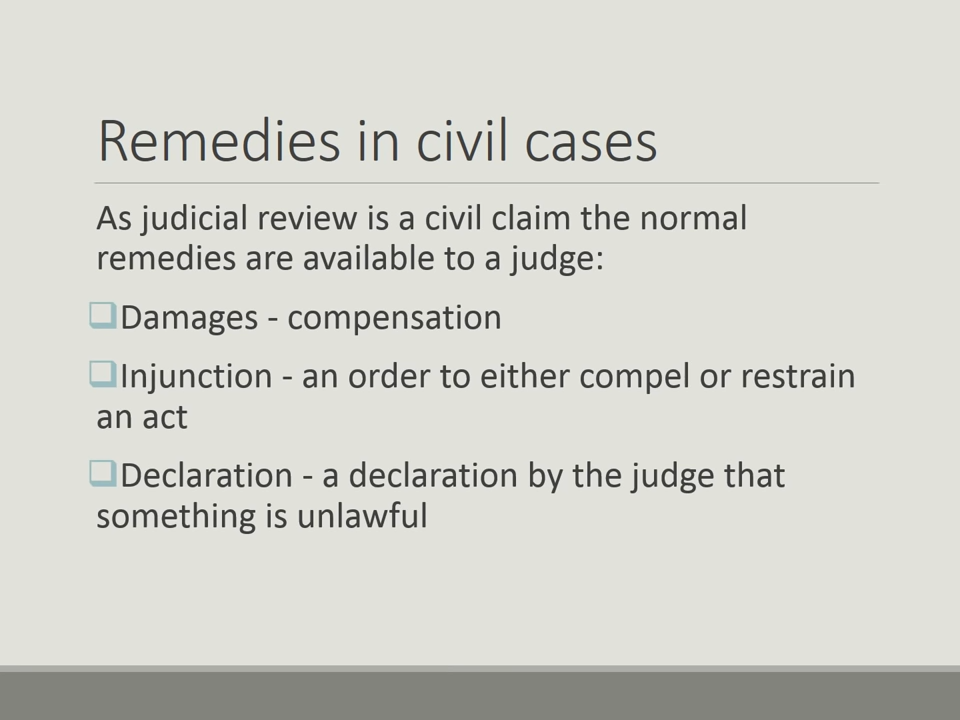 Remedies in civil cases
As judicial review is a civil claim the normal
remedies are available to a judge:
❑Damages - compensation
❑Injunction - an order to either compel or restrain
an act
❑Declaration - a declaration by the judge that
something is unlawful